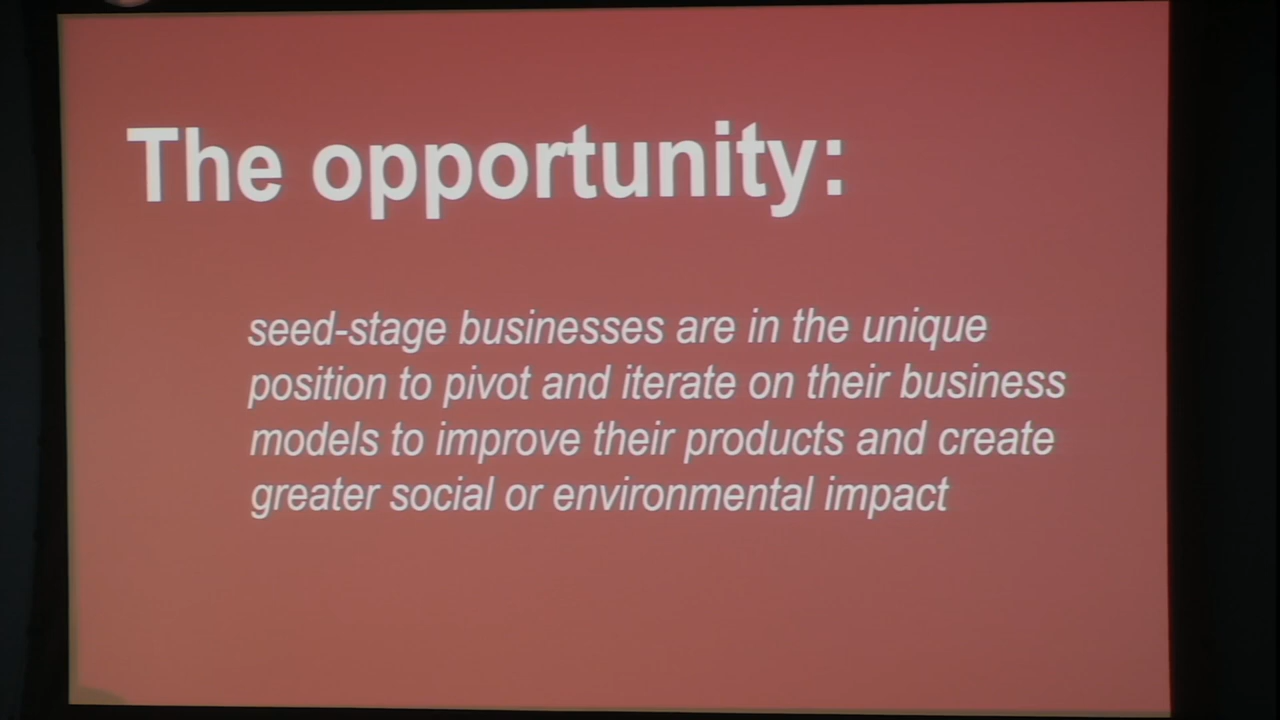 The opportunity:
seed-stage businesses are in the unique
position to pivot and iterate on their business
models to improve their products and create
greater social or environmental impact